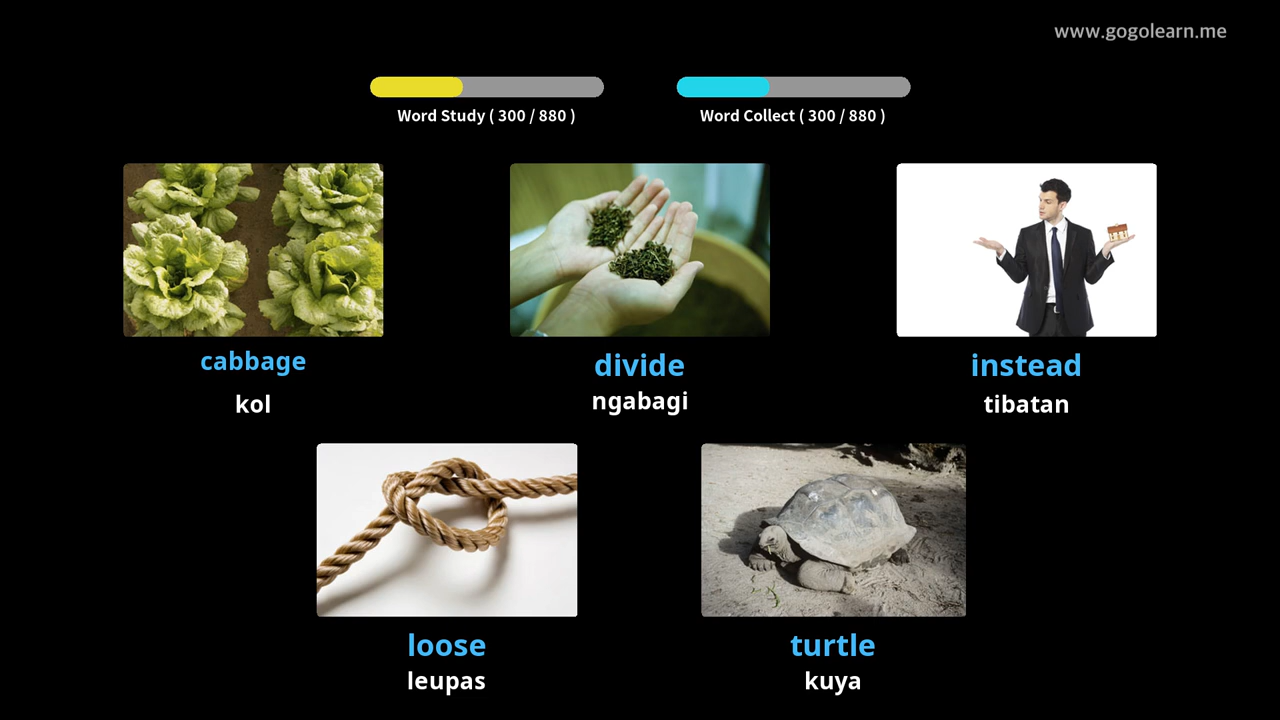 www.gogolearn.me
Word Study ( 300 / 880 )
Word Collect ( 300 / 880 )
cabbage
kol
divide
ngabagi
instead
tibatan
loose
leupas
turtle
kuya